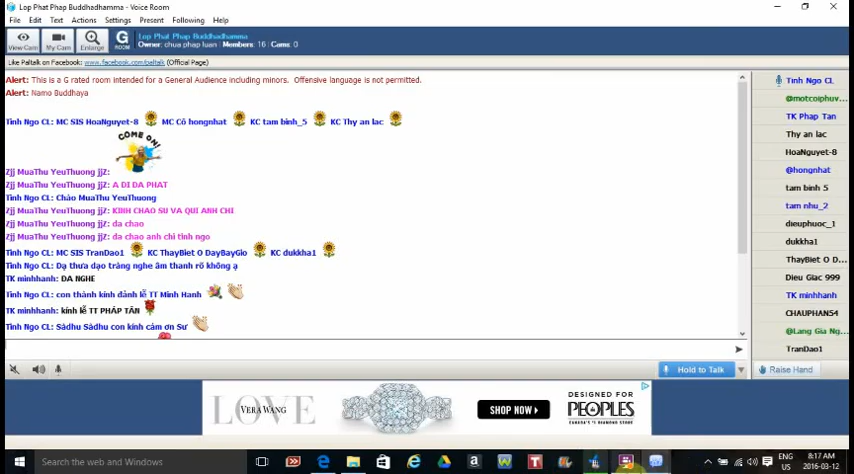 Lop Phat Phap Buddhadhamma - Voice Room
File Edit Text Actions Settings Present Following Help
View Cam My Cam Enlarge G ROOM
Lop Phat Phap Buddhadhamma
Owner: chua phap luan | Members: 16 | Cams: 0
Like Paltalk on Facebook: www.facebook.com/paltalk (Official Page)
Alert: This is a G rated room intended for a General Audience including minors. Offensive language is not permitted.
Alert: Namo Buddhaya
Tinh Ngo CL: MC SIS HoaNguyet-8 MC Cô hongnhat KC tam binh_5 KC Thy an lac
COME ON!
Zjj MuaThu YeuThuong jjZ:
Zjj MuaThu YeuThuong jjZ: A DI DA PHAT
Tinh Ngo CL: Chào MuaThu YeuThuong
Zjj MuaThu YeuThuong jjZ: KINH CHAO SU VA QUI ANH CHI
Zjj MuaThu YeuThuong jjZ: da chao
Zjj MuaThu YeuThuong jjZ: da chao anh chi tinh ngo
Tinh Ngo CL: MC SIS TranDao1 KC ThayBiet O DayBayGio KC dukkha1
Tinh Ngo CL: Dạ thưa đạo tràng nghe âm thanh rõ không ạ
TK minhhanh: DA NGHE
Tinh Ngo CL: con thành kính đảnh lễ TT Minh Hanh
TK minhhanh: kính lễ TT PHÁP TÂN
Tinh Ngo CL: Sàdhu Sàdhu con kính cám ơn Sư
Tinh Ngo CL
@motcoiphuv...
TK Phap Tan
Thy an lac
HoaNguyet-8
@hongnhat
tam binh 5
tam nhu_2
dieuphuoc_1
dukkha1
ThayBiet O D...
Dieu Giac 999
TK minhhanh
CHAUPHAN54
@Lang Gia Ng...
TranDao1
Hold to Talk Raise Hand
LOVE VERA WANG SHOW NOW DESIGNED FOR PEOPLES CANADA'S #1 DIAMOND STORE
Search the web and Windows
ENG US 8:17 AM 2016-03-12